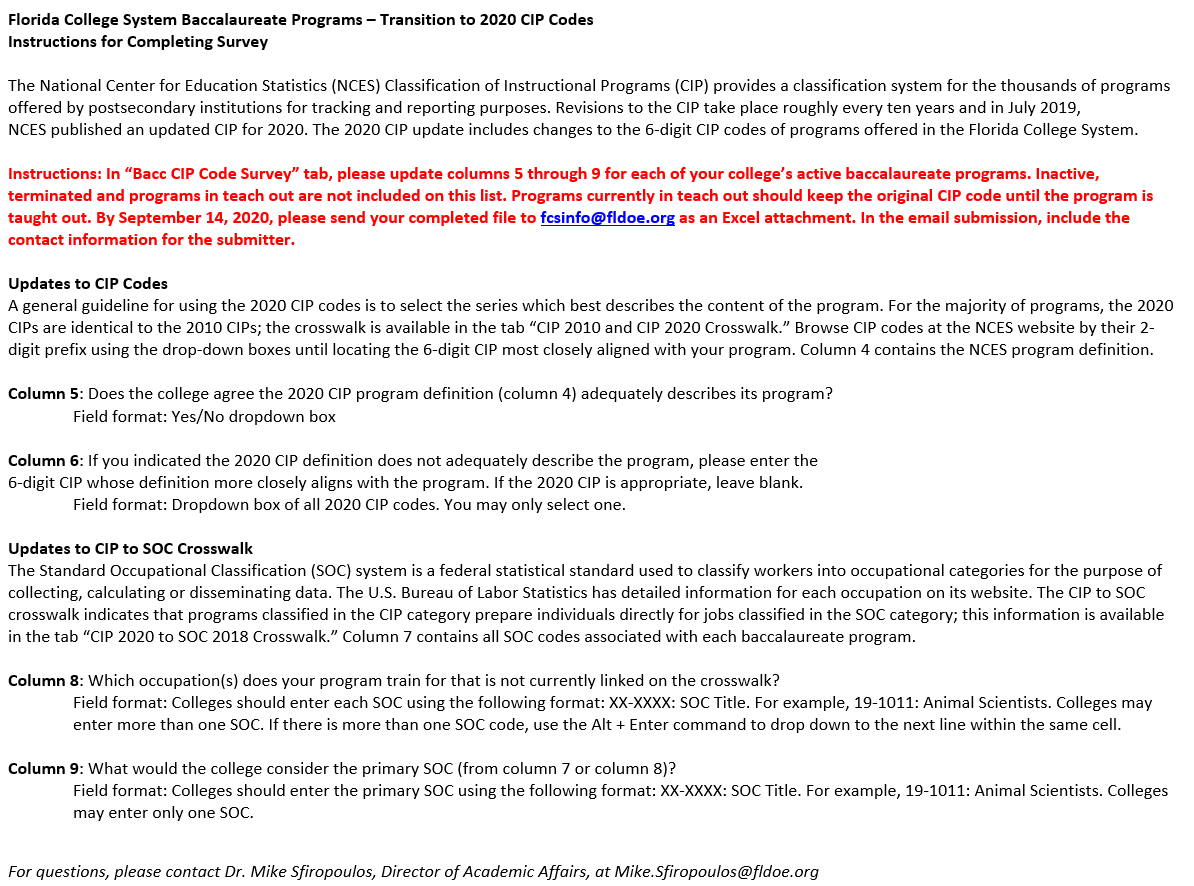 Florida College System Baccalaureate Programs – Transition to 2020 CIP Codes
Instructions for Completing Survey
The National Center for Education Statistics (NCES) Classification of Instructional Programs (CIP) provides a classification system for the thousands of programs
offered by postsecondary institutions for tracking and reporting purposes. Revisions to the CIP take place roughly every ten years and in July 2019,
NCES published an updated CIP for 2020. The 2020 CIP update includes changes to the 6-digit CIP codes of programs offered in the Florida College System.
Instructions: In “Bacc CIP Code Survey” tab, please update columns 5 through 9 for each of your college’s active baccalaureate programs. Inactive,
terminated and programs in teach out are not included on this list. Programs currently in teach out should keep the original CIP code until the program is
taught out. By September 14, 2020, please send your completed file to fcsinfo@fldoe.org as an Excel attachment. In the email submission, include the
contact information for the submitter.
Updates to CIP Codes
A general guideline for using the 2020 CIP codes is to select the series which best describes the content of the program. For the majority of programs, the 2020
CIPs are identical to the 2010 CIPs; the crosswalk is available in the tab “CIP 2010 and CIP 2020 Crosswalk.” Browse CIP codes at the NCES website by their 2-
digit prefix using the drop-down boxes until locating the 6-digit CIP most closely aligned with your program. Column 4 contains the NCES program definition.
Column 5: Does the college agree the 2020 CIP program definition (column 4) adequately describes its program?
Field format: Yes/No dropdown box
Column 6: If you indicated the 2020 CIP definition does not adequately describe the program, please enter the
6-digit CIP whose definition more closely aligns with the program. If the 2020 CIP is appropriate, leave blank.
Field format: Dropdown box of all 2020 CIP codes. You may only select one.
Updates to CIP to SOC Crosswalk
The Standard Occupational Classification (SOC) system is a federal statistical standard used to classify workers into occupational categories for the purpose of
collecting, calculating or disseminating data. The U.S. Bureau of Labor Statistics has detailed information for each occupation on its website. The CIP to SOC
crosswalk indicates that programs classified in the CIP category prepare individuals directly for jobs classified in the SOC category; this information is available
in the tab “CIP 2020 to SOC 2018 Crosswalk.” Column 7 contains all SOC codes associated with each baccalaureate program.
Column 8: Which occupation(s) does your program train for that is not currently linked on the crosswalk?
Field format: Colleges should enter each SOC using the following format: XX-XXXX: SOC Title. For example, 19-1011: Animal Scientists. Colleges may
enter more than one SOC. If there is more than one SOC code, use the Alt + Enter command to drop down to the next line within the same cell.
Column 9: What would the college consider the primary SOC (from column 7 or column 8)?
Field format: Colleges should enter the primary SOC using the following format: XX-XXXX: SOC Title. For example, 19-1011: Animal Scientists. Colleges
may enter only one SOC.
For questions, please contact Dr. Mike Sfiropoulos, Director of Academic Affairs, at Mike.Sfiropoulos@fldoe.org